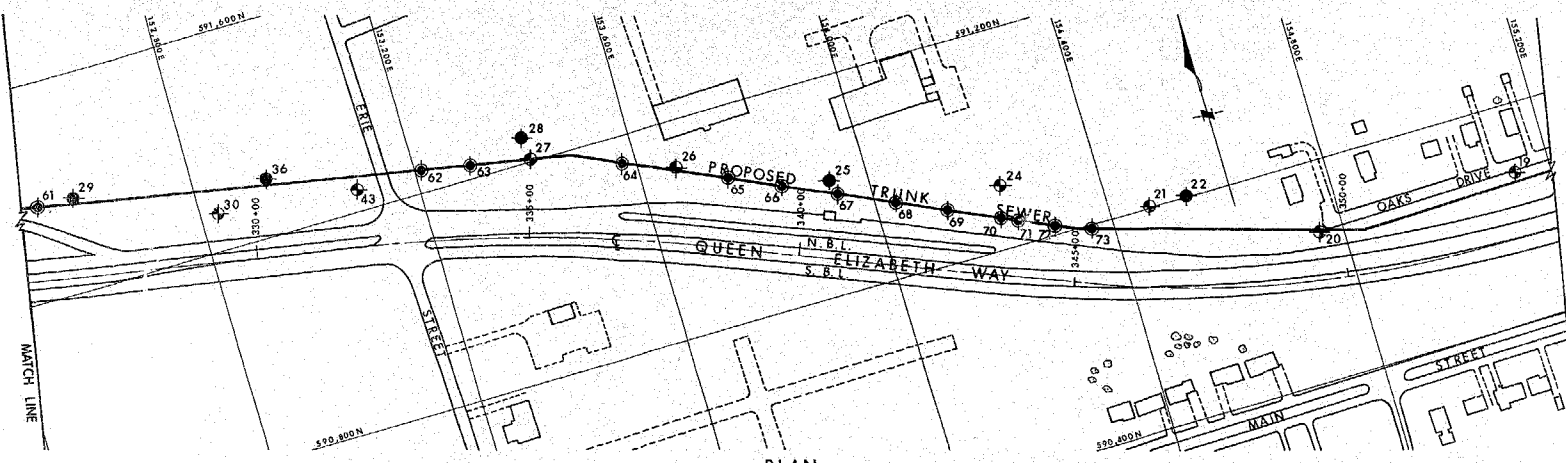 152,800E
591,600N
153,200E
153,600E
154,000E
591,200N
154,400E
154,800E
155,200E
ERIE
STREET
28
27
26
25
24
22
21
20
19
36
29
61
30
43
62
63
64
65
66
67
68
69
70
71
72
73
PROPOSED TRUNK SEWER
330+00
335+00
340+00
345+00
350+00
N
OAKS DRIVE
N.B.L.
QUEEN ELIZABETH WAY
S.B.L.
MATCH LINE
590,800N
590,400N
MAIN STREET
PLAN